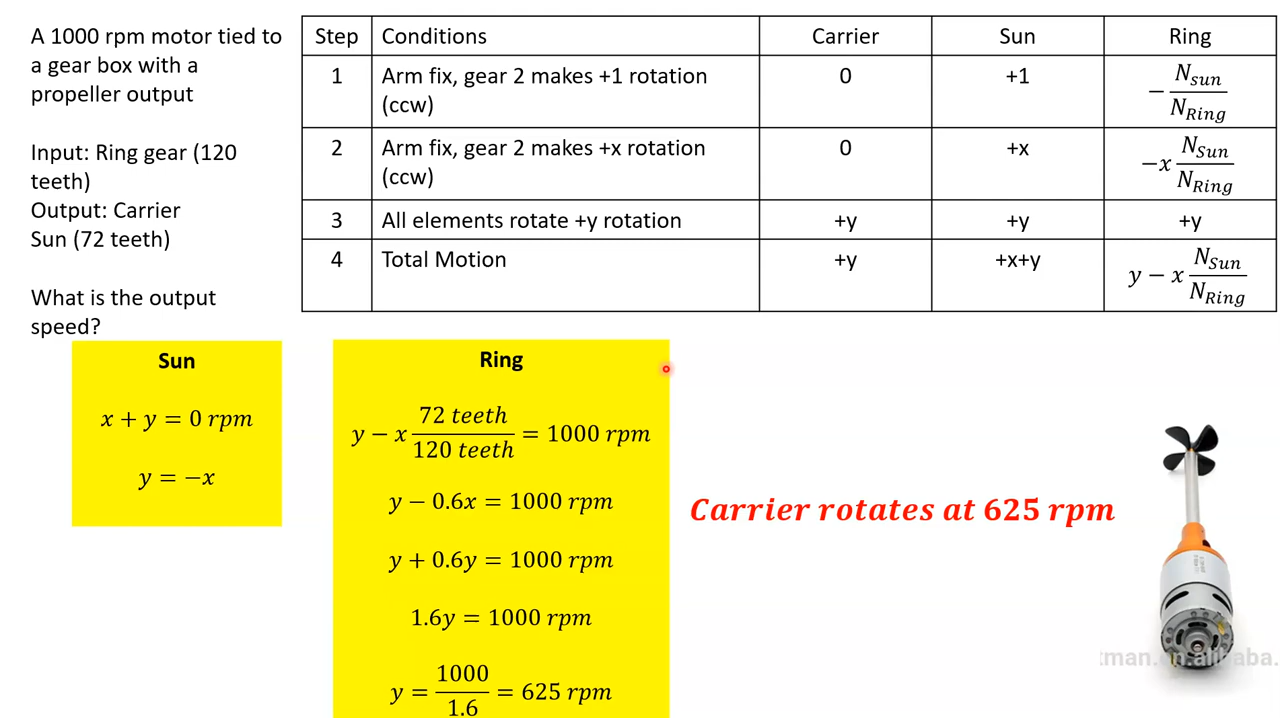 A 1000 rpm motor tied to
a gear box with a
propeller output
Input: Ring gear (120
teeth)
Output: Carrier
Sun (72 teeth)
What is the output
speed?
Step Conditions Carrier Sun Ring
1 Arm fix, gear 2 makes +1 rotation (ccw) 0 +1 −N_Sun/N_Ring
2 Arm fix, gear 2 makes +x rotation (ccw) 0 +x −x N_Sun/N_Ring
3 All elements rotate +y rotation +y +y +y
4 Total Motion +y +x+y y − x N_Sun/N_Ring
Sun
x + y = 0 rpm
y = −x
Ring
y − x 72 teeth/120 teeth = 1000 rpm
y − 0.6x = 1000 rpm
y + 0.6y = 1000 rpm
1.6y = 1000 rpm
y = 1000/1.6 = 625 rpm
Carrier rotates at 625 rpm